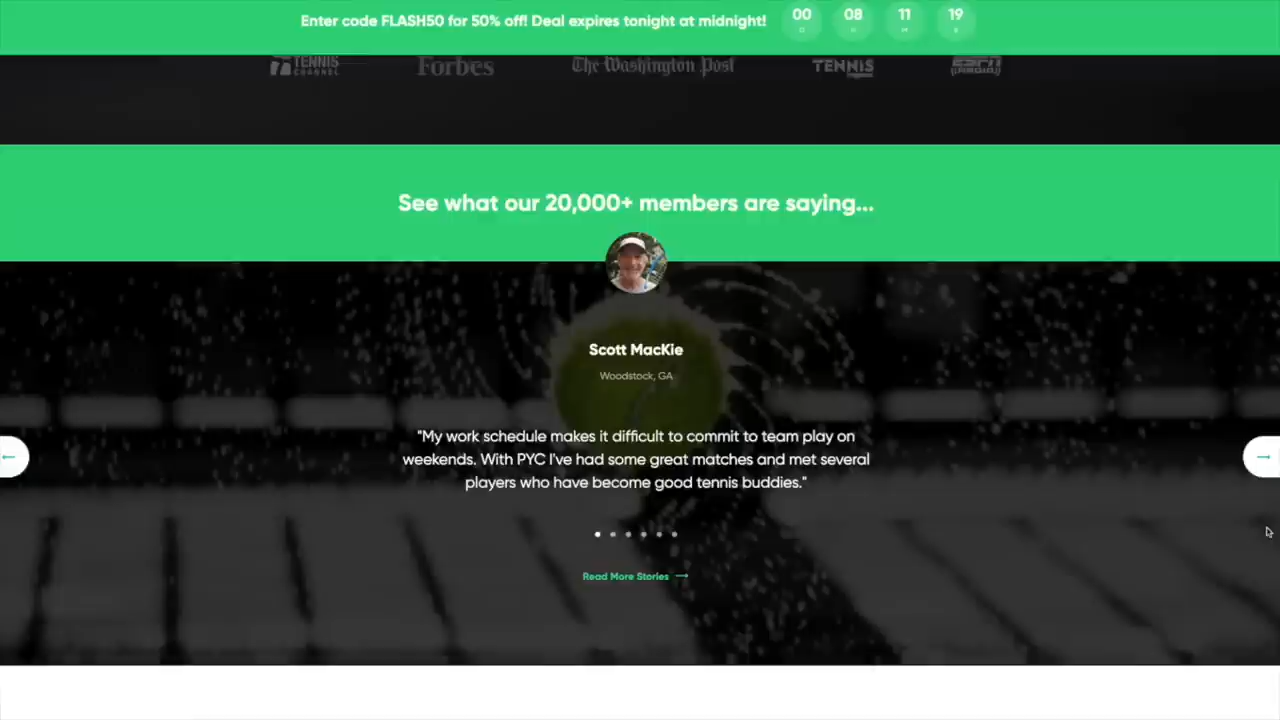 Enter code FLASH50 for 50% off! Deal expires tonight at midnight!
00 08 11 19
TENNIS CHANNEL Forbes The Washington Post TENNIS ESPN
See what our 20,000+ members are saying...
Scott MacKie
Woodstock, GA
"My work schedule makes it difficult to commit to team play on
weekends. With PYC I've had some great matches and met several
players who have become good tennis buddies."
Read More Stories